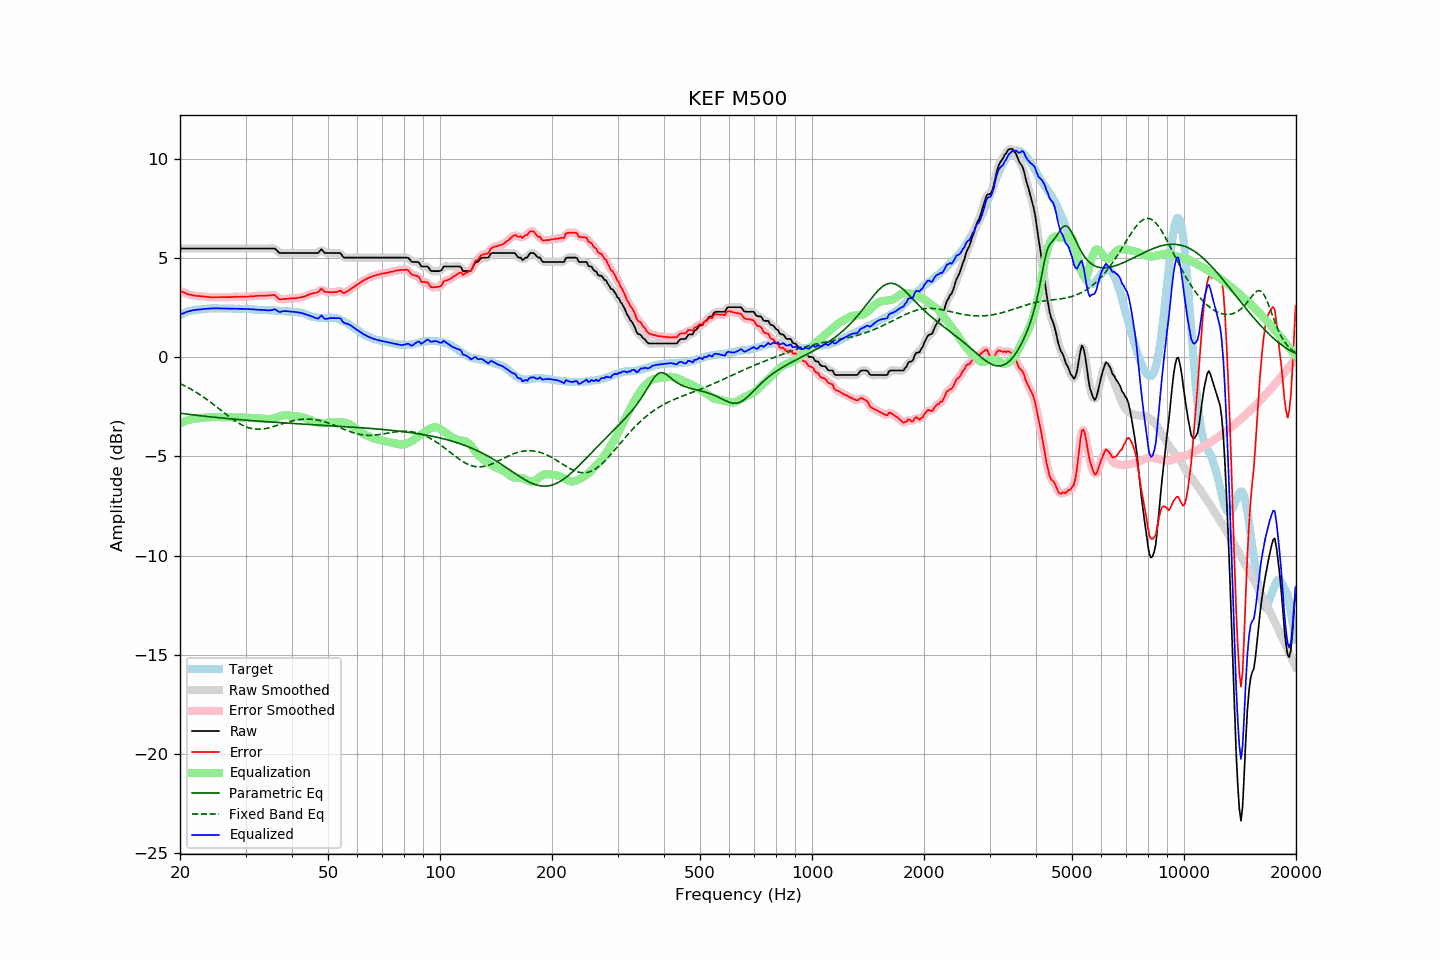 KEF M500
Amplitude (dBr)
10
5
0
−5
−10
−15
−20
−25
Target
Raw Smoothed
Error Smoothed
Raw
Error
Equalization
Parametric Eq
Fixed Band Eq
Equalized
20 50 100 200 500 1000 2000 5000 10000 20000
Frequency (Hz)